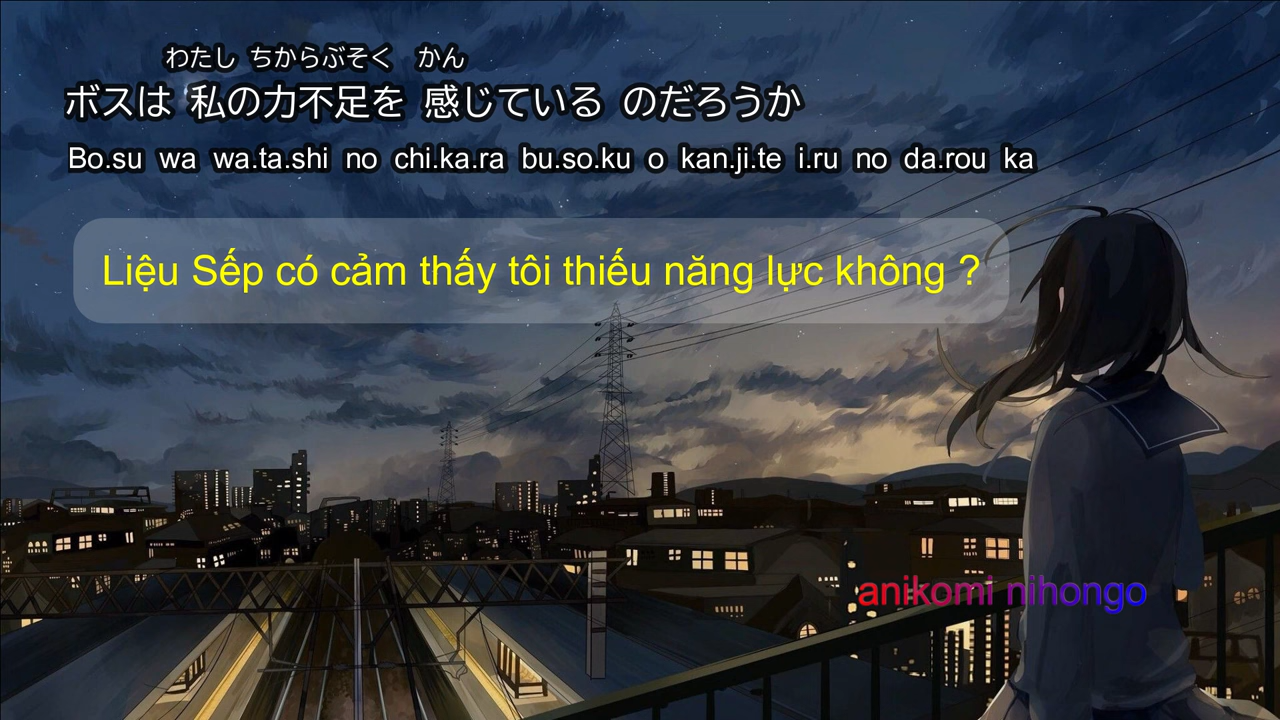 わたし ちからぶそく かん
ボスは 私の力不足を 感じている のだろうか
Bo.su wa wa.ta.shi no chi.ka.ra bu.so.ku o kan.ji.te i.ru no da.rou ka
Liệu Sếp có cảm thấy tôi thiếu năng lực không ?
anikomi nihongo